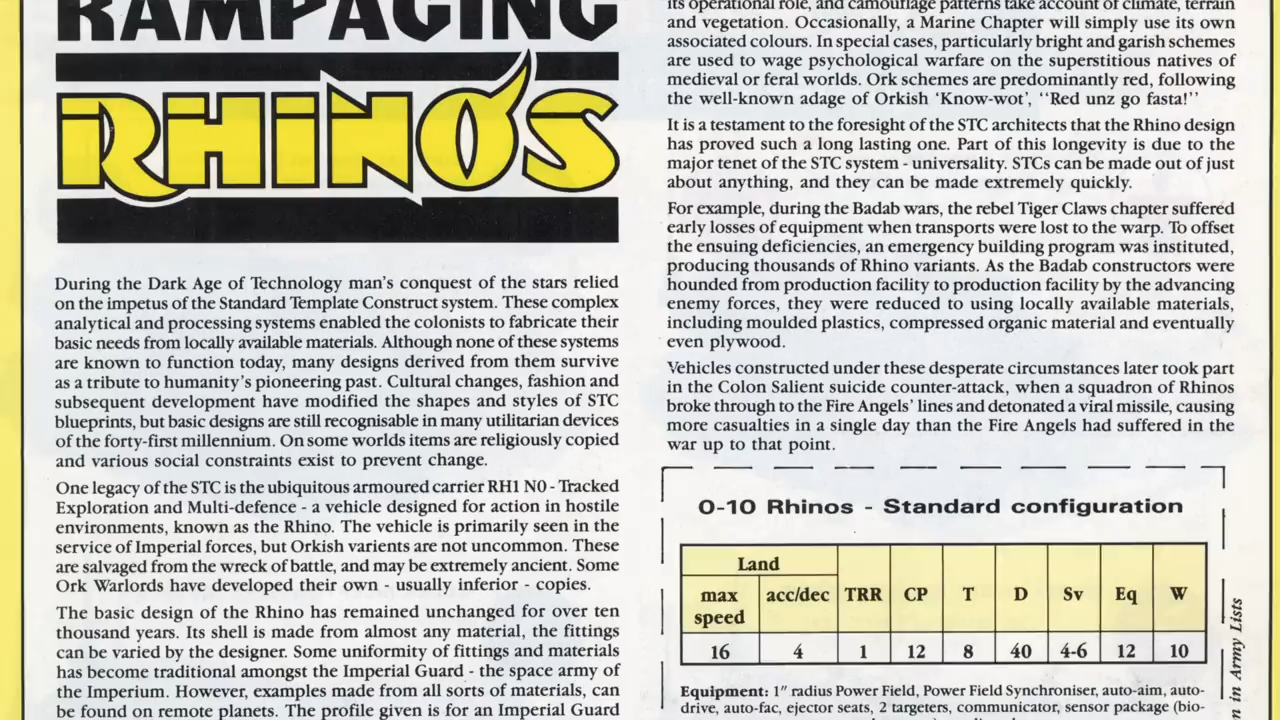 RAMPAGING
RHINOS
During the Dark Age of Technology man's conquest of the stars relied
on the impetus of the Standard Template Construct system. These complex
analytical and processing systems enabled the colonists to fabricate their
basic needs from locally available materials. Although none of these systems
are known to function today, many designs derived from them survive
as a tribute to humanity's pioneering past. Cultural changes, fashion and
subsequent development have modified the shapes and styles of STC
blueprints, but basic designs are still recognisable in many utilitarian devices
of the forty-first millennium. On some worlds items are religiously copied
and various social constraints exist to prevent change.
One legacy of the STC is the ubiquitous armoured carrier RH1 N0 - Tracked
Exploration and Multi-defence - a vehicle designed for action in hostile
environments, known as the Rhino. The vehicle is primarily seen in the
service of Imperial forces, but Orkish varients are not uncommon. These
are salvaged from the wreck of battle, and may be extremely ancient. Some
Ork Warlords have developed their own - usually inferior - copies.
The basic design of the Rhino has remained unchanged for over ten
thousand years. Its shell is made from almost any material, the fittings
can be varied by the designer. Some uniformity of fittings and materials
has become traditional amongst the Imperial Guard - the space army of
the Imperium. However, examples made from all sorts of materials, can
be found on remote planets. The profile given is for an Imperial Guard
its operational role, and camouflage patterns take account of climate, terrain
and vegetation. Occasionally, a Marine Chapter will simply use its own
associated colours. In special cases, particularly bright and garish schemes
are used to wage psychological warfare on the superstitious natives of
medieval or feral worlds. Ork schemes are predominantly red, following
the well-known adage of Orkish 'Know-wot', "Red unz go fasta!"
It is a testament to the foresight of the STC architects that the Rhino design
has proved such a long lasting one. Part of this longevity is due to the
major tenet of the STC system - universality. STCs can be made out of just
about anything, and they can be made extremely quickly.
For example, during the Badab wars, the rebel Tiger Claws chapter suffered
early losses of equipment when transports were lost to the warp. To offset
the ensuing deficiencies, an emergency building program was instituted,
producing thousands of Rhino variants. As the Badab constructors were
hounded from production facility to production facility by the advancing
enemy forces, they were reduced to using locally available materials,
including moulded plastics, compressed organic material and eventually
even plywood.
Vehicles constructed under these desperate circumstances later took part
in the Colon Salient suicide counter-attack, when a squadron of Rhinos
broke through to the Fire Angels' lines and detonated a viral missile, causing
more casualties in a single day than the Fire Angels had suffered in the
war up to that point.
0-10 Rhinos - Standard configuration
Land
max speed acc/dec TRR CP T D Sv Eq W
16 4 1 12 8 40 4-6 12 10
Equipment: 1" radius Power Field, Power Field Synchroniser, auto-aim, auto-
drive, auto-fac, ejector seats, 2 targeters, communicator, sensor package (bio-
n in Army Lists